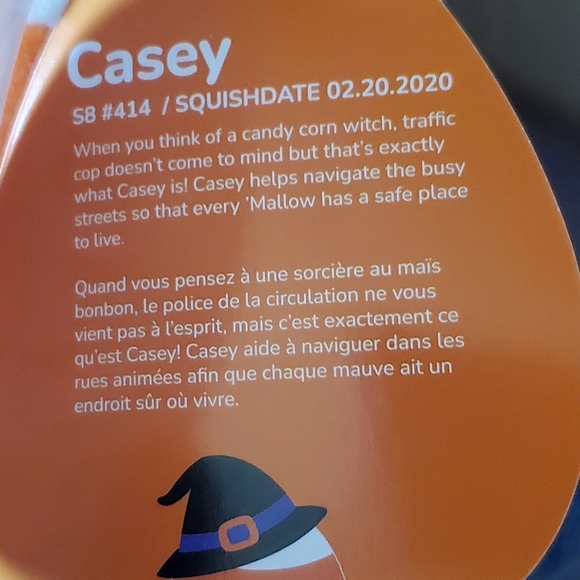 Casey
S8 #414 / SQUISHDATE 02.20.2020
When you think of a candy corn witch, traffic
cop doesn't come to mind but that's exactly
what Casey is! Casey helps navigate the busy
streets so that every 'Mallow has a safe place
to live.
Quand vous pensez à une sorcière au maïs
bonbon, le police de la circulation ne vous
vient pas à l'esprit, mais c'est exactement ce
qu'est Casey! Casey aide à naviguer dans les
rues animées afin que chaque mauve ait un
endroit sûr où vivre.